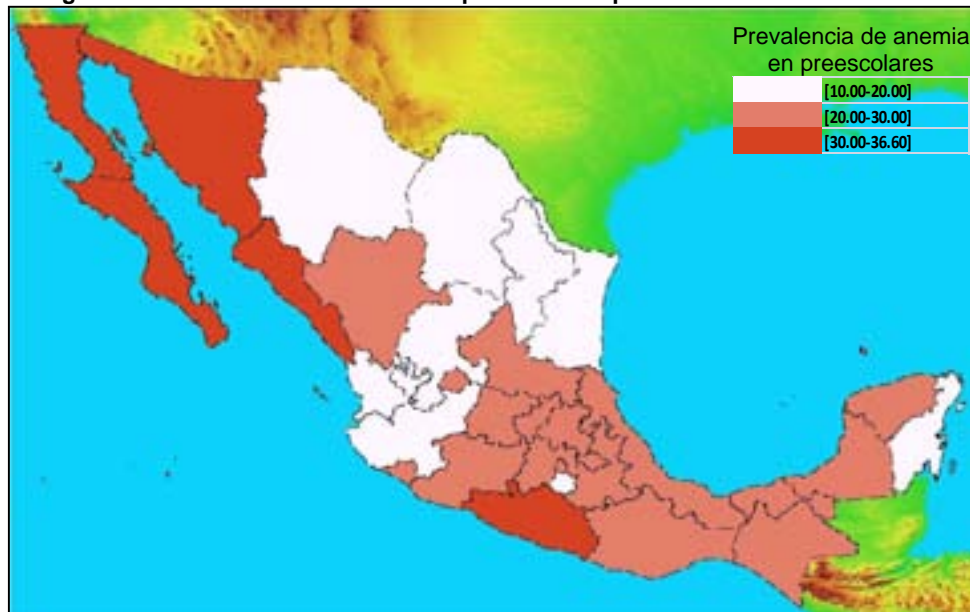 Prevalencia de anemia
en preescolares
[10.00-20.00]
[20.00-30.00]
[30.00-36.60]